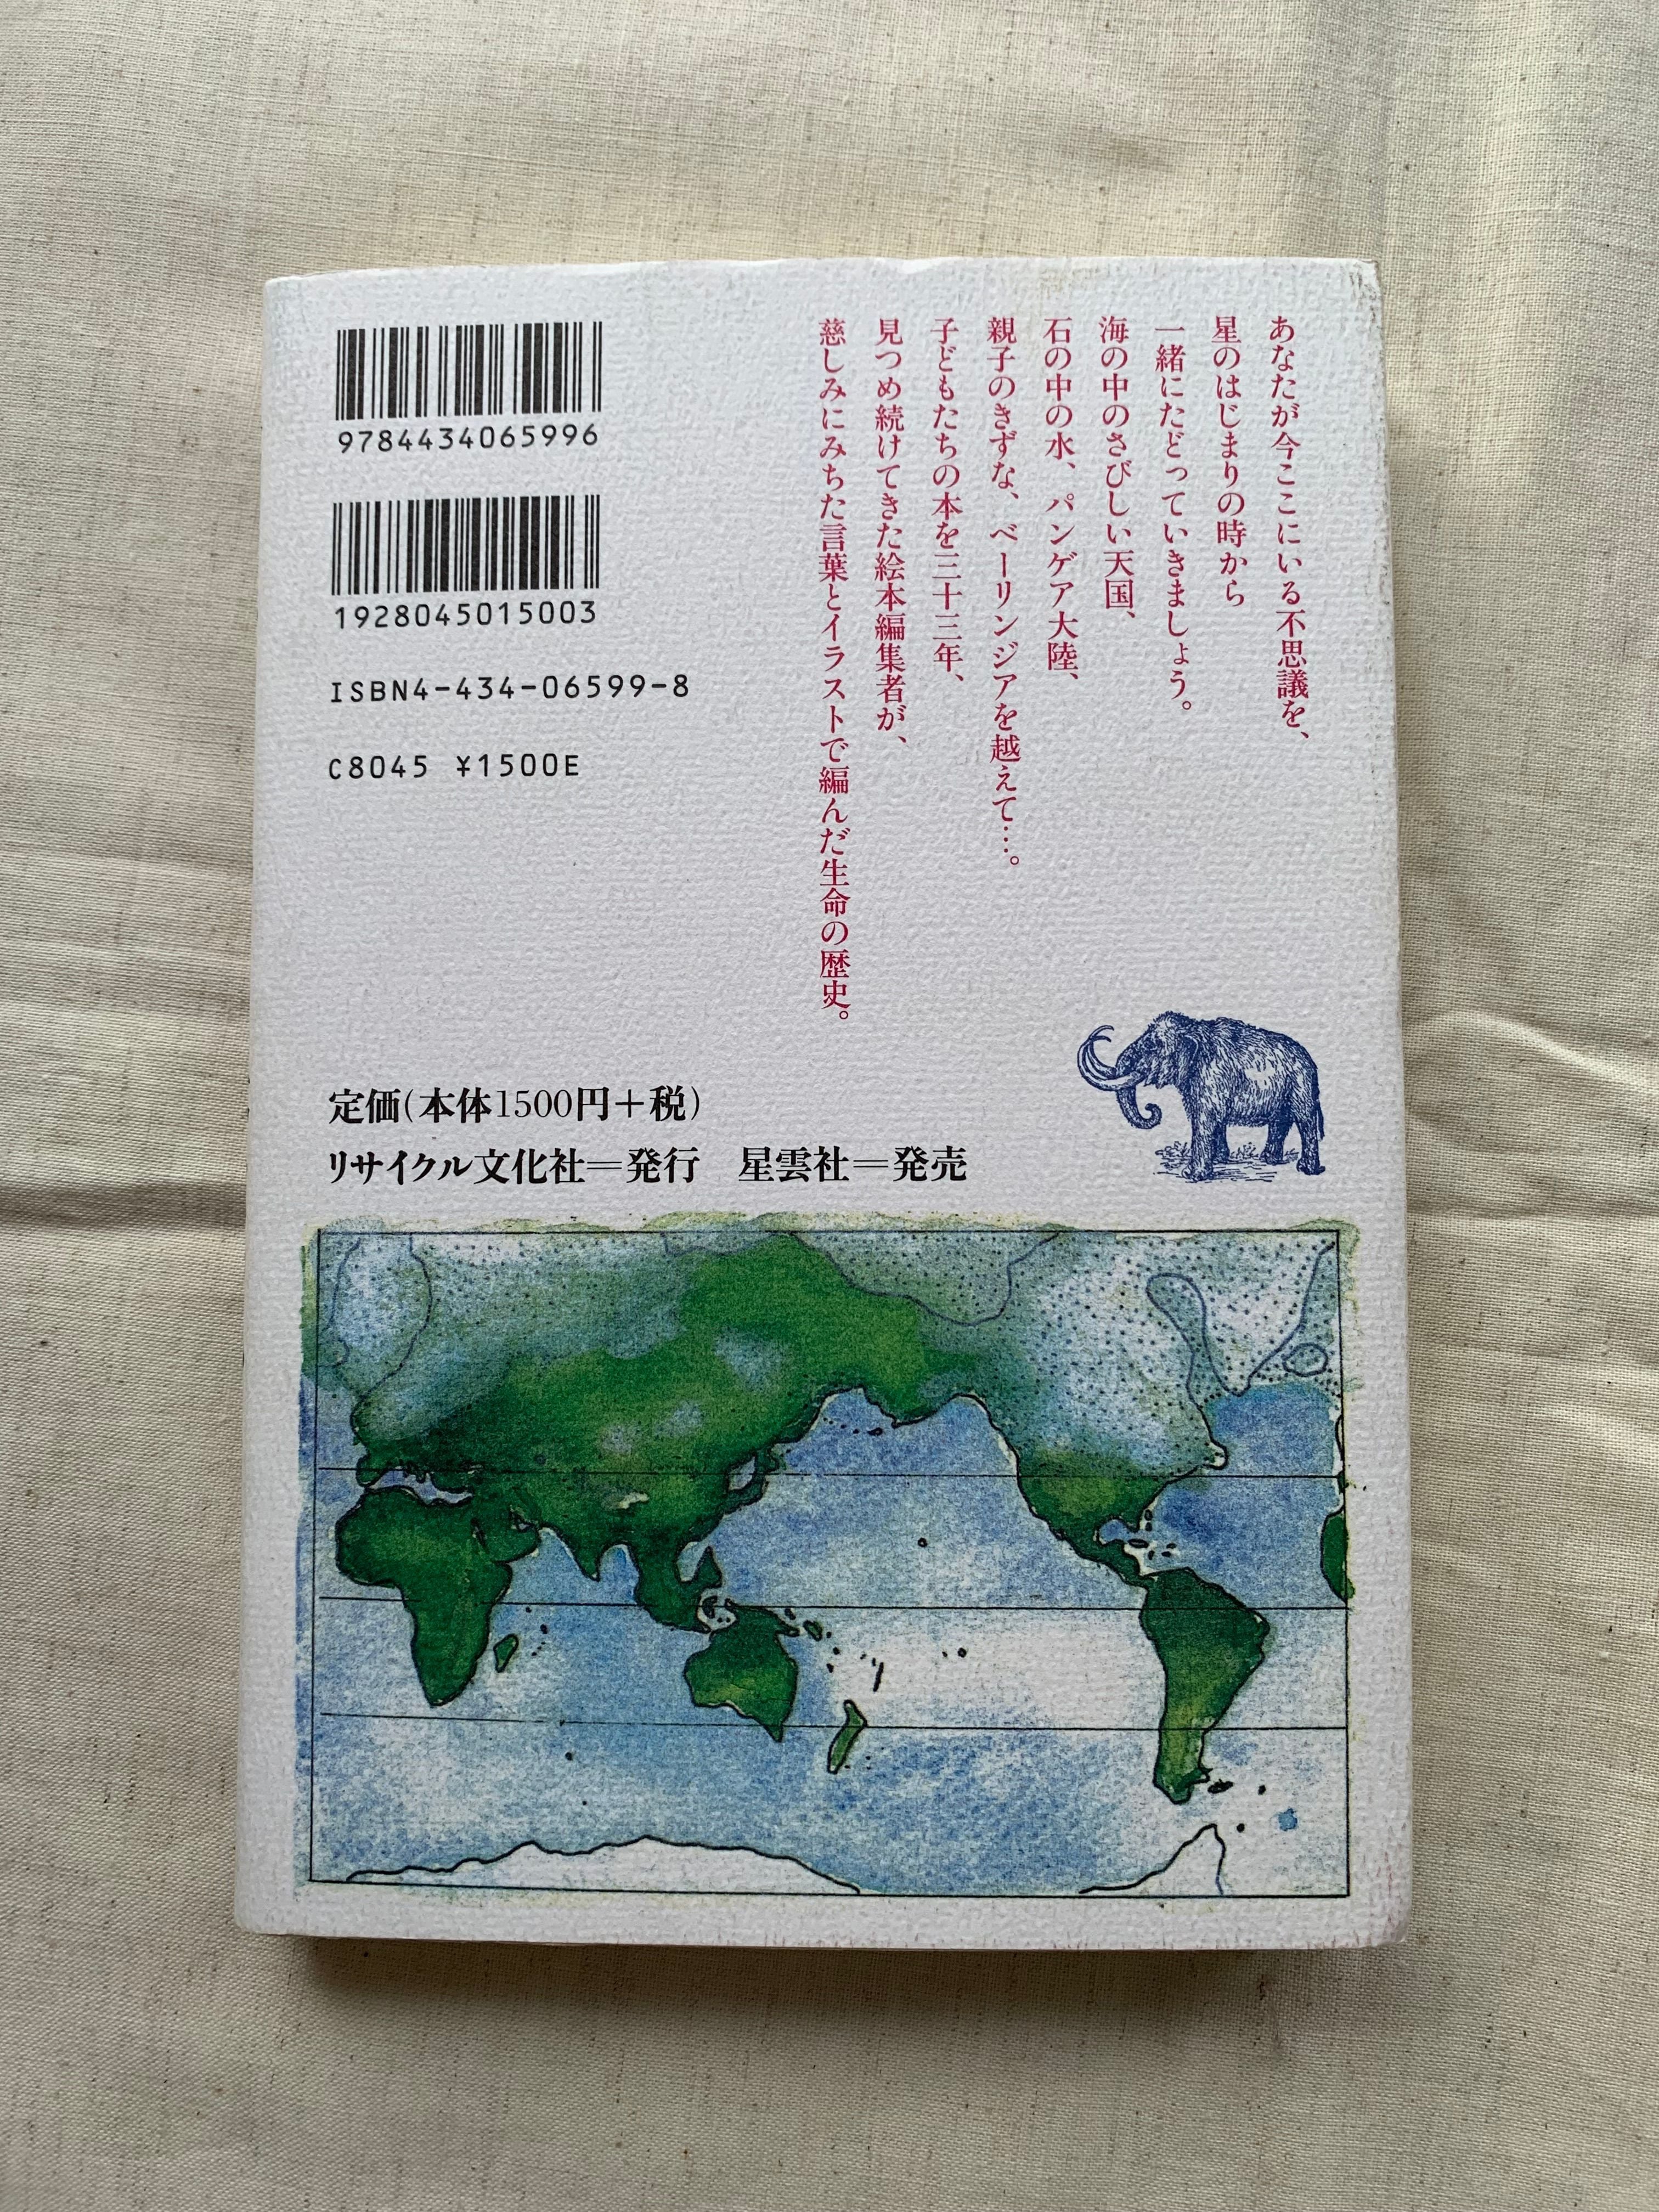 あなたが今ここにいる不思議を、
星のはじまりの時から
一緒にたどっていきましょう。
海の中のさびしい天国、
石の中の水、パンゲア大陸、
親子のきずな、ベーリンジアを越えて…。
子どもたちの本を三十三年、
見つめ続けてきた絵本編集者が、
慈しみにみちた言葉とイラストで編んだ生命の歴史。
9784434065996
1928045015003
ISBN4-434-06599-8
C8045 ¥1500E
定価(本体1500円+税)
リサイクル文化社=発行 星雲社=発売